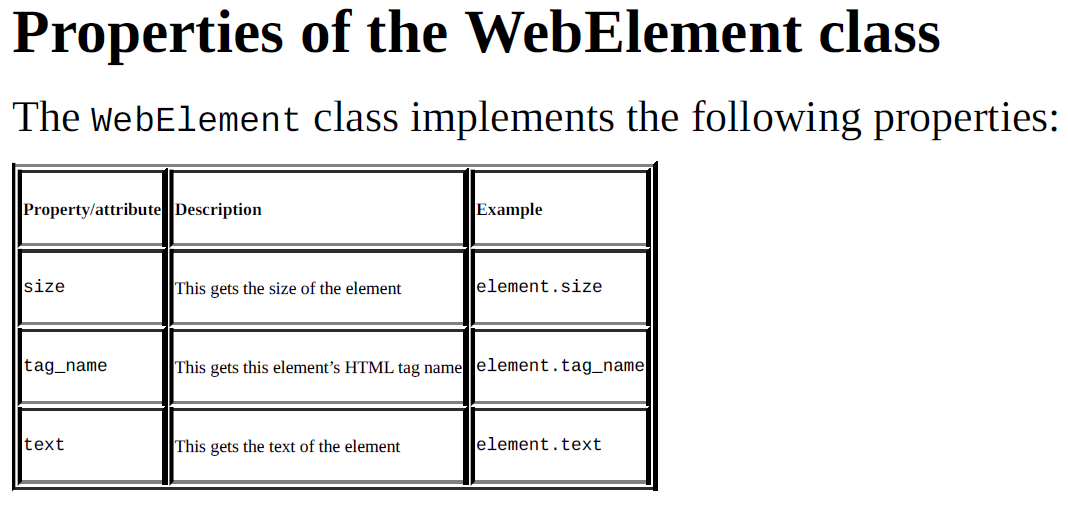 Properties of the WebElement class
The WebElement class implements the following properties:
Property/attribute Description Example
size This gets the size of the element element.size
tag_name This gets this element’s HTML tag name element.tag_name
text This gets the text of the element element.text